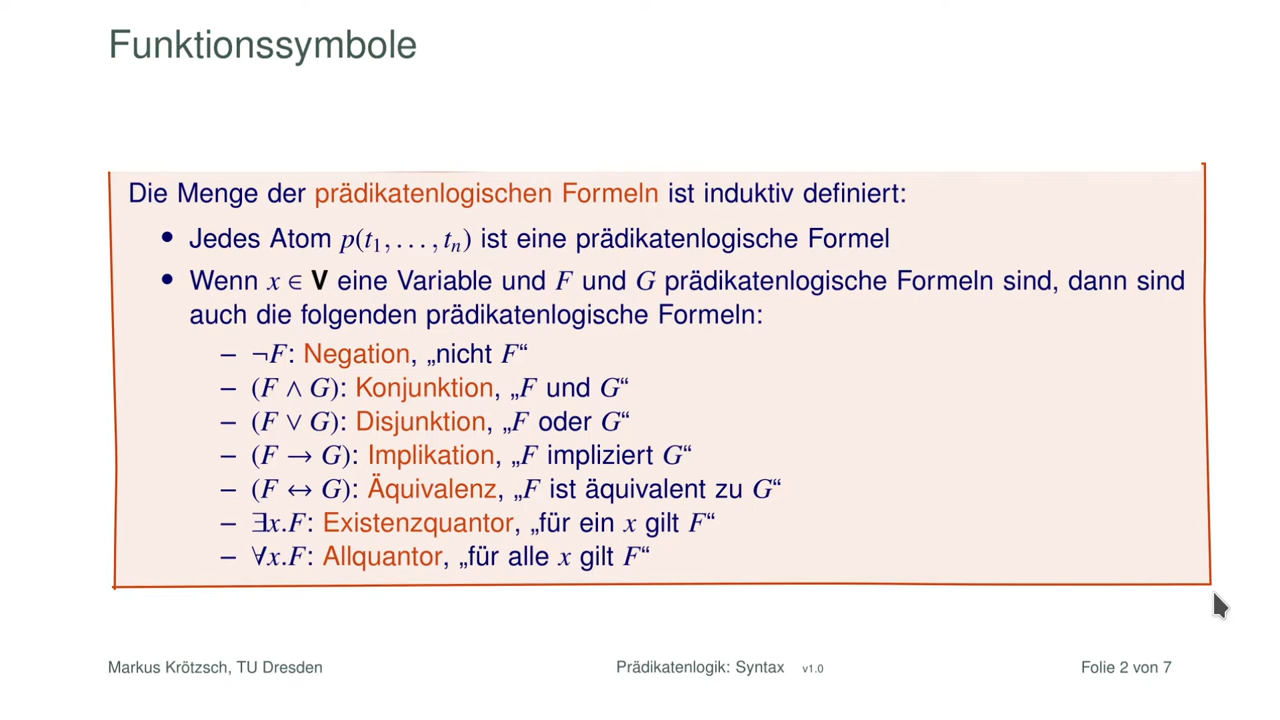 Funktionssymbole
Die Menge der prädikatenlogischen Formeln ist induktiv definiert:
• Jedes Atom p(t₁, . . . , tₙ) ist eine prädikatenlogische Formel
• Wenn x ∈ V eine Variable und F und G prädikatenlogische Formeln sind, dann sind
auch die folgenden prädikatenlogische Formeln:
– ¬F: Negation, „nicht F“
– (F ∧ G): Konjunktion, „F und G“
– (F ∨ G): Disjunktion, „F oder G“
– (F → G): Implikation, „F impliziert G“
– (F ↔ G): Äquivalenz, „F ist äquivalent zu G“
– ∃x.F: Existenzquantor, „für ein x gilt F“
– ∀x.F: Allquantor, „für alle x gilt F“
Markus Krötzsch, TU Dresden Prädikatenlogik: Syntax v1.0 Folie 2 von 7